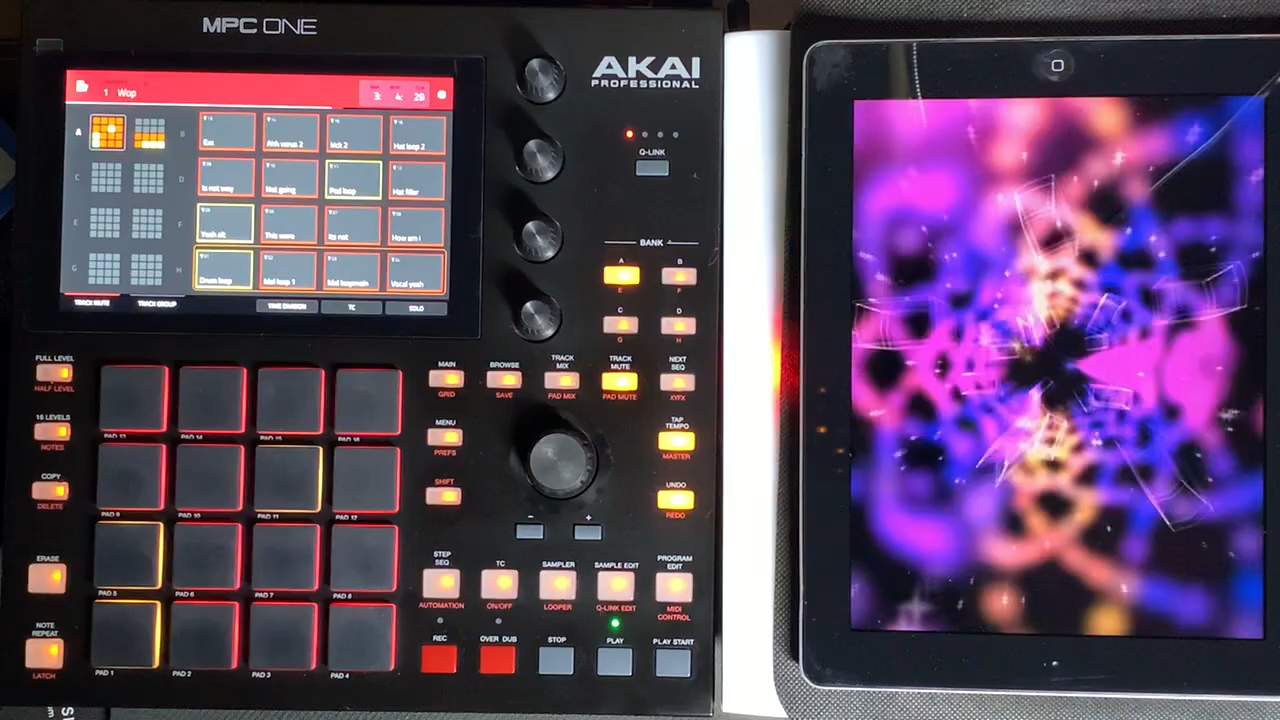 MPC ONE
AKAI
PROFESSIONAL
1 Wop
3: 4: 29
A
B
C
D
E
F
G
H
Exc
Ahh verus 2
kick 2
Hat loop 2
Is not way
Not going
Pad loop
Hat filler
Yeah alt
This were
Its not
How am i
Drum loop
Mel loop 1
Mel loopmain
Vocal yeah
TRACK MUTE
TRACK GROUP
TIME DIVISION
TC
SOLO
Q-LINK
BANK
A
B
E
F
C
D
G
H
FULL LEVEL
HALF LEVEL
16 LEVELS
NOTES
COPY
DELETE
ERASE
NOTE
REPEAT
LATCH
PAD 13
PAD 14
PAD 15
PAD 16
PAD 9
PAD 10
PAD 11
PAD 12
PAD 5
PAD 6
PAD 7
PAD 8
PAD 1
PAD 2
PAD 3
PAD 4
MAIN
GRID
BROWSE
SAVE
TRACK
MIX
PAD MIX
TRACK
MUTE
PAD MUTE
NEXT
SEQ
XYFX
MENU
PREFS
TAP
TEMPO
MASTER
SHIFT
UNDO
REDO
-
+
STEP
SEQ
AUTOMATION
TC
ON/OFF
SAMPLER
LOOPER
SAMPLE EDIT
Q-LINK EDIT
PROGRAM
EDIT
MIDI
CONTROL
REC
OVER DUB
STOP
PLAY
PLAY START